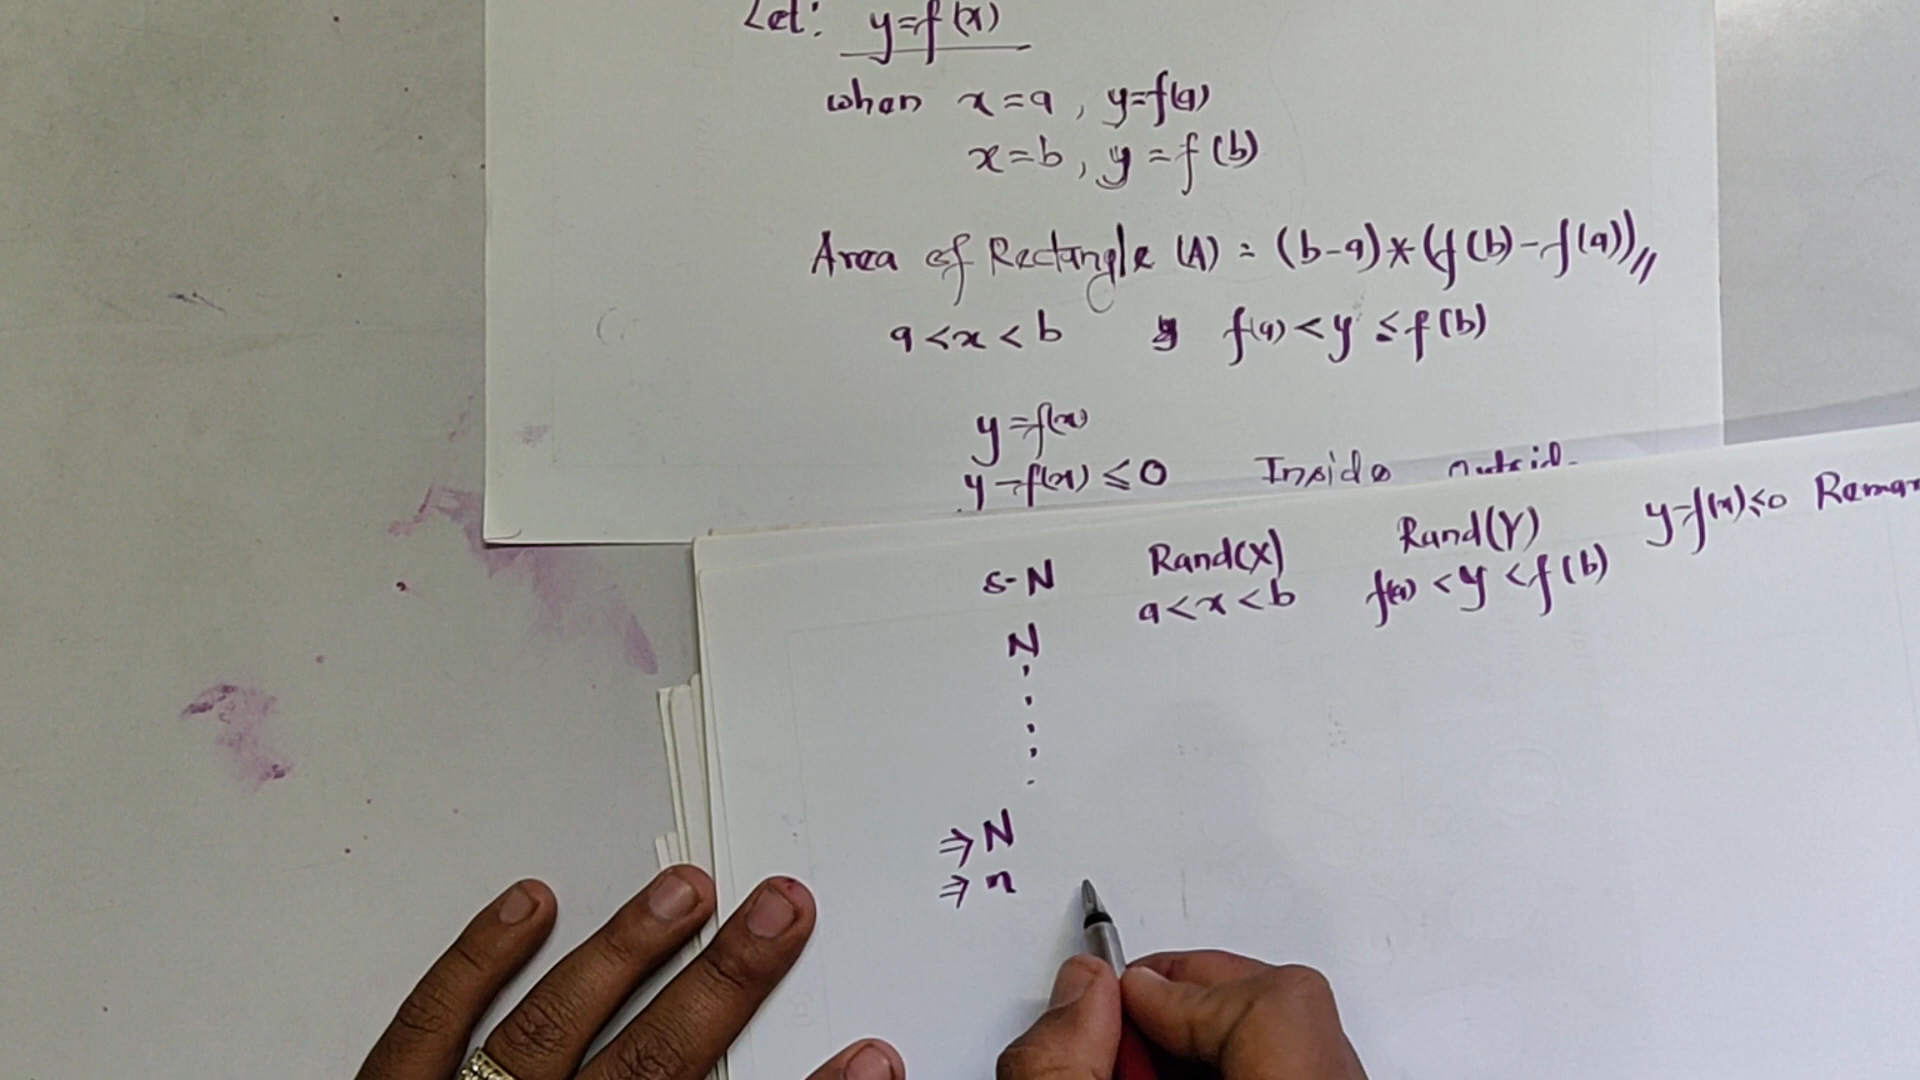 Let: y=f(x)
when x=a, y=f(a)
x=b, y=f(b)
Area of Rectangle (A) = (b-a)*(f(b)-f(a))//
a<x<b y f(a)<y≤f(b)
y=f(x)
y-f(x)≤0 Inside
S-N Rand(X) Rand(Y) y-f(x)≤0
a<x<b f(a)<y<f(b)
N
⇒N
⇒n